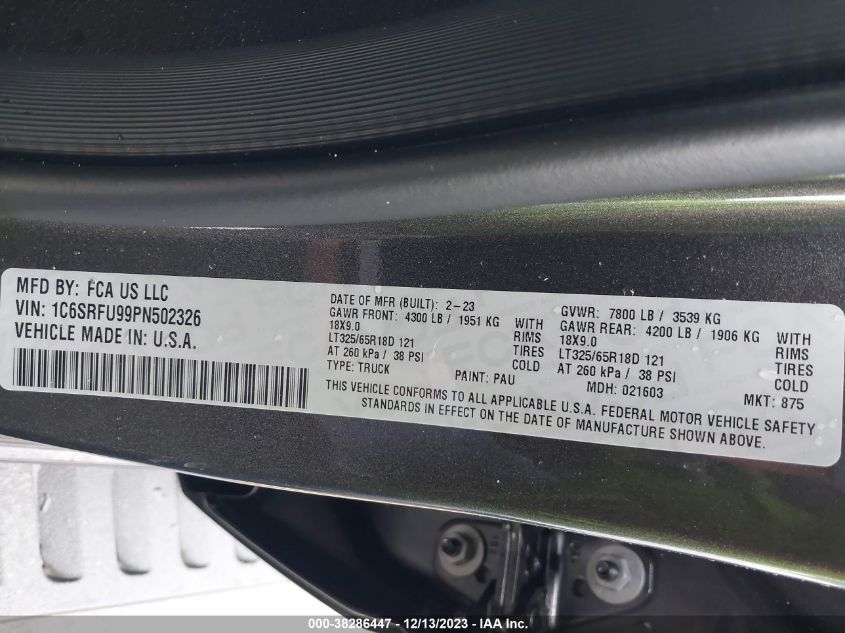 MFD BY: FCA US LLC
VIN: 1C6SRFU99PN502326
VEHICLE MADE IN: U.S.A.
DATE OF MFR (BUILT): 2-23
GAWR FRONT: 4300 LB / 1951 KG WITH
18X9.0 RIMS
LT325/65R18D 121 TIRES
AT 260 kPa / 38 PSI COLD
TYPE: TRUCK PAINT: PAU
GVWR: 7800 LB / 3539 KG
GAWR REAR: 4200 LB / 1906 KG WITH
18X9.0 RIMS
LT325/65R18D 121 TIRES
AT 260 kPa / 38 PSI COLD
MDH: 021603 MKT: 875
THIS VEHICLE CONFORMS TO ALL APPLICABLE U.S.A. FEDERAL MOTOR VEHICLE SAFETY
STANDARDS IN EFFECT ON THE DATE OF MANUFACTURE SHOWN ABOVE.
000-38286447 - 12/13/2023 - IAA Inc.